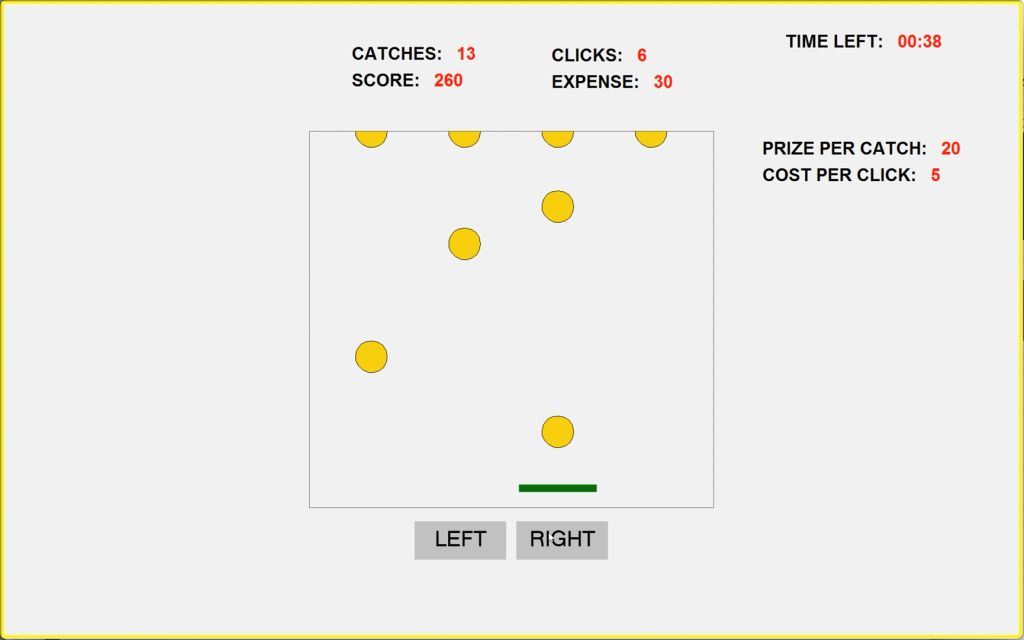 TIME LEFT: 00:38
CATCHES: 13
CLICKS: 6
SCORE: 260
EXPENSE: 30
PRIZE PER CATCH: 20
COST PER CLICK: 5
LEFT
RIGHT